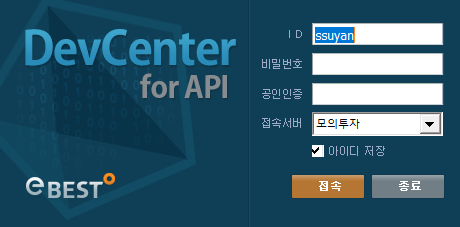 DevCenter
for API
eBEST
ID ssuyan
비밀번호
공인인증
접속서버 모의투자
아이디 저장
접속 종료